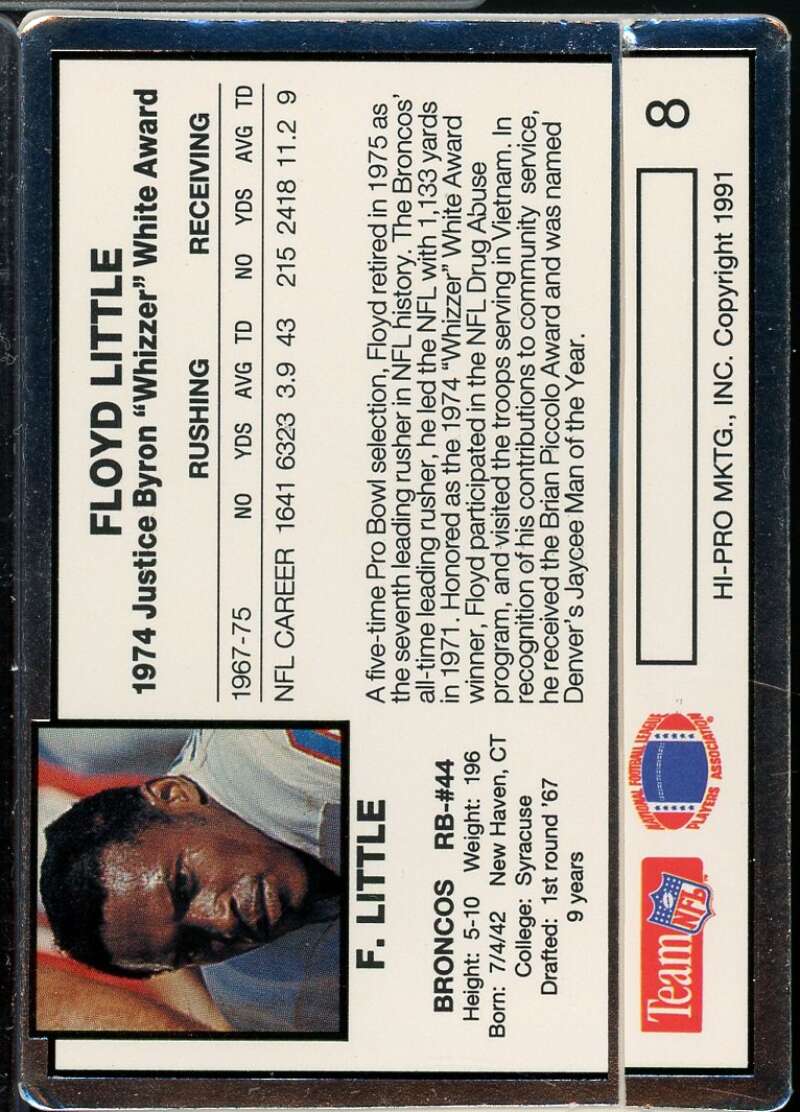 FLOYD LITTLE
1974 Justice Byron “Whizzer” White Award
RUSHING RECEIVING
1967-75 NO YDS AVG TD NO YDS AVG TD
NFL CAREER 1641 6323 3.9 43 215 2418 11.2 9
F. LITTLE
BRONCOS RB-#44
Height: 5-10 Weight: 196
Born: 7/4/42 New Haven, CT
College: Syracuse
Drafted: 1st round '67
9 years
A five-time Pro Bowl selection, Floyd retired in 1975 as
the seventh leading rusher in NFL history. The Broncos’
all-time leading rusher, he led the NFL with 1,133 yards
in 1971. Honored as the 1974 “Whizzer” White Award
winner, Floyd participated in the NFL Drug Abuse
program, and visited the troops serving in Vietnam. In
recognition of his contributions to community service,
he received the Brian Piccolo Award and was named
Denver’s Jaycee Man of the Year.
Team NFL™
NATIONAL FOOTBALL LEAGUE
PLAYERS ASSOCIATION®
8
HI-PRO MKTG., INC. Copyright 1991